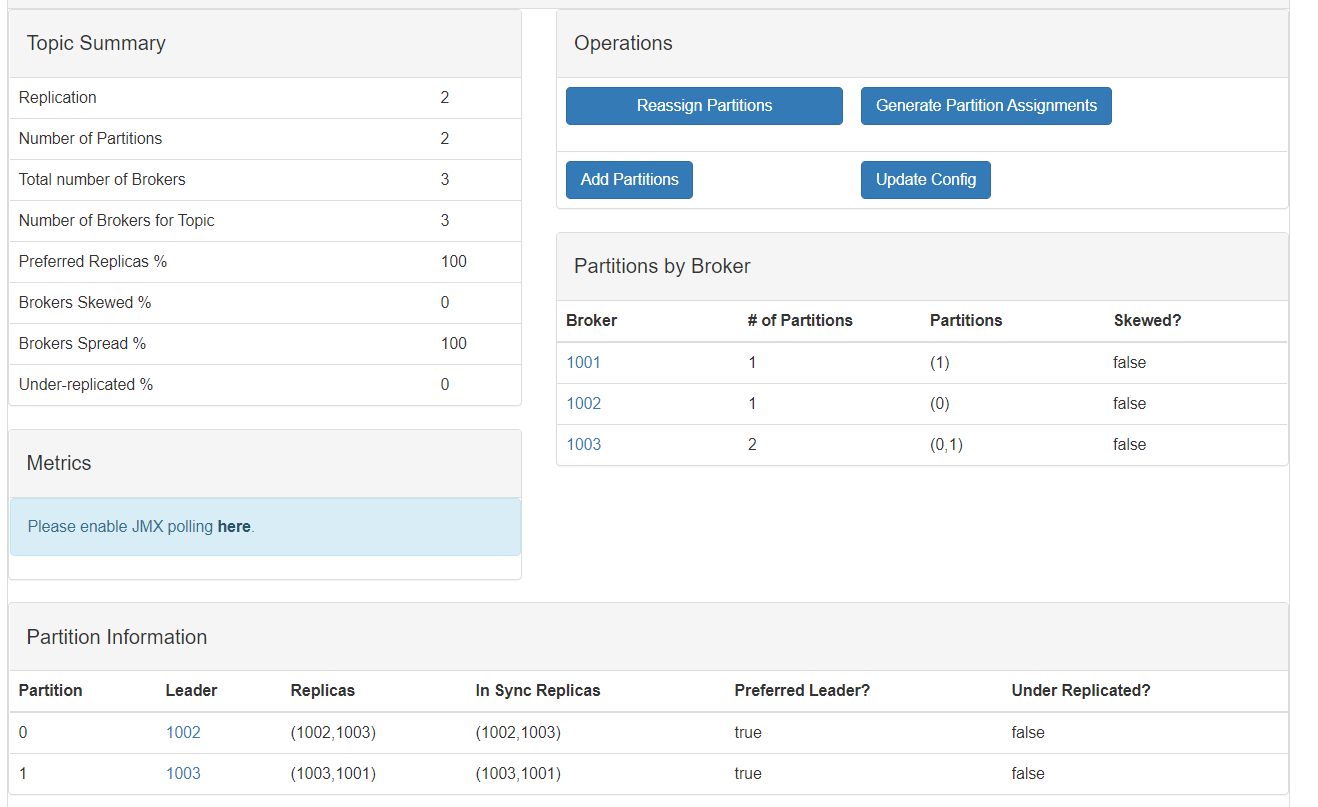 Topic Summary
Replication 2
Number of Partitions 2
Total number of Brokers 3
Number of Brokers for Topic 3
Preferred Replicas % 100
Brokers Skewed % 0
Brokers Spread % 100
Under-replicated % 0
Metrics
Please enable JMX polling here.
Operations
Reassign Partitions Generate Partition Assignments
Add Partitions Update Config
Partitions by Broker
Broker # of Partitions Partitions Skewed?
1001 1 (1) false
1002 1 (0) false
1003 2 (0,1) false
Partition Information
Partition Leader Replicas In Sync Replicas Preferred Leader? Under Replicated?
0 1002 (1002,1003) (1002,1003) true false
1 1003 (1003,1001) (1003,1001) true false